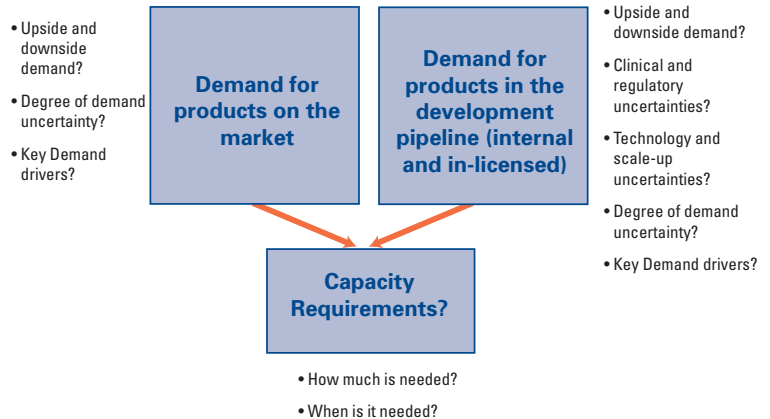 • Upside and
downside
demand?
• Degree of demand
uncertainty?
• Key Demand
drivers?
Demand for
products on the
market
Demand for
products in the
development
pipeline (internal
and in-licensed)
• Upside and
downside demand?
• Clinical and
regulatory
uncertainties?
• Technology and
scale-up
uncertainties?
• Degree of demand
uncertainty?
• Key Demand drivers?
Capacity
Requirements?
• How much is needed?
• When is it needed?